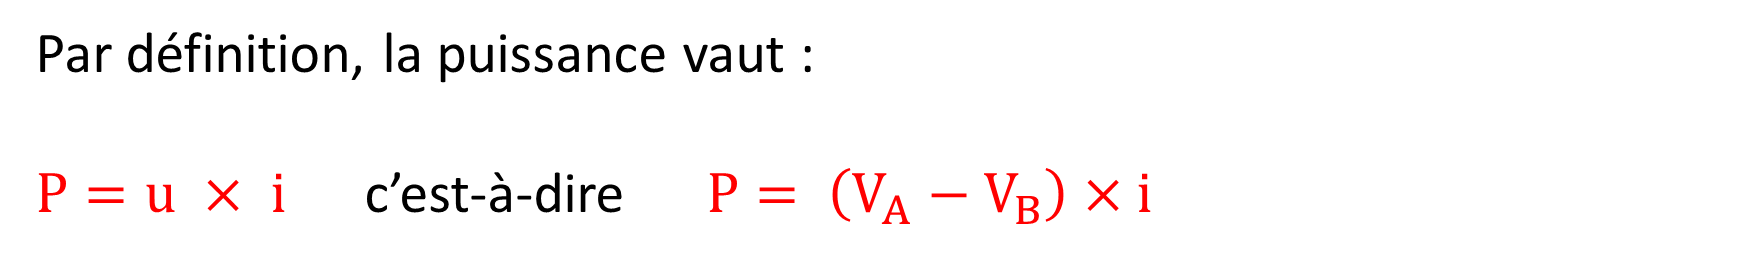 Par définition, la puissance vaut :
P = u × i c’est-à-dire P = (V_A − V_B) × i